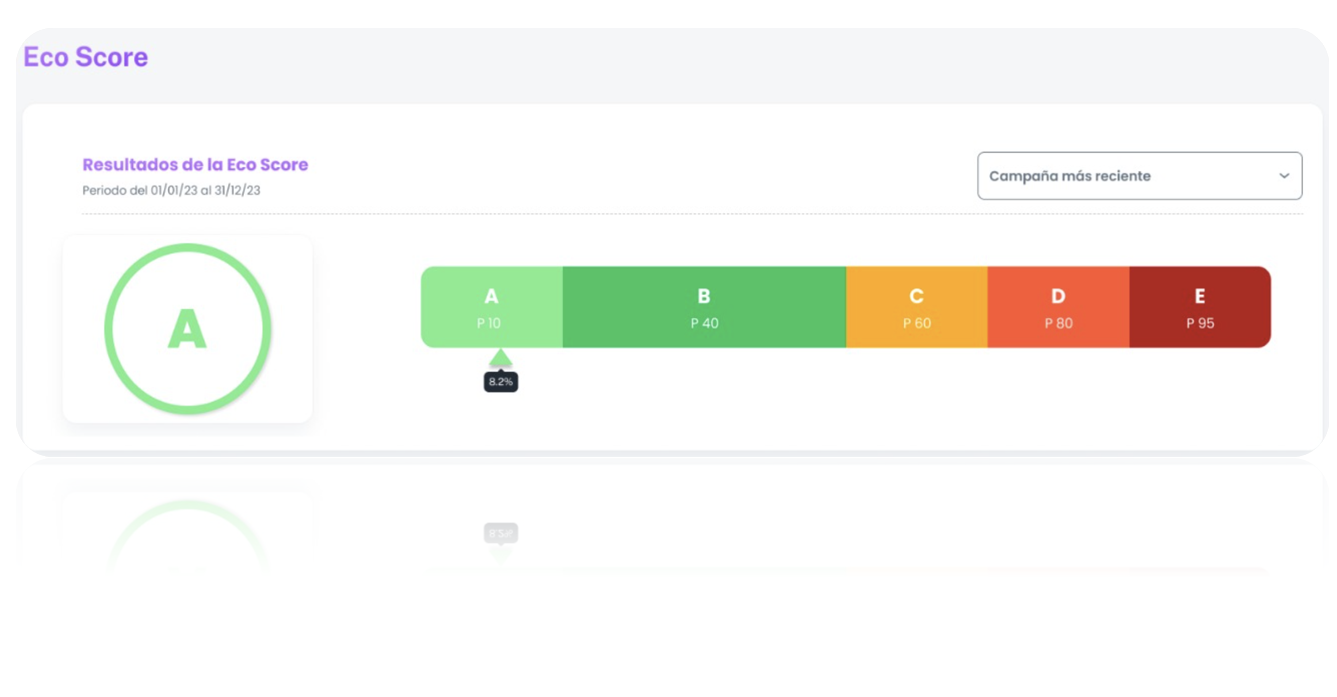 Eco Score
Resultados de la Eco Score
Periodo del 01/01/23 al 31/12/23
Campaña más reciente
A
A B C D E
P 10 P 40 P 60 P 80 P 95
8.2%